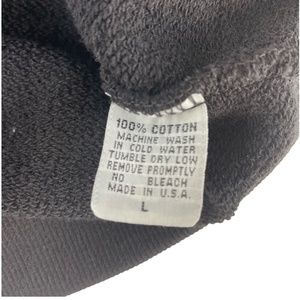 100% COTTON
MACHINE WASH
IN COLD WATER
TUMBLE DRY LOW
REMOVE PROMPTLY
NO BLEACH
MADE IN U.S.A.
L